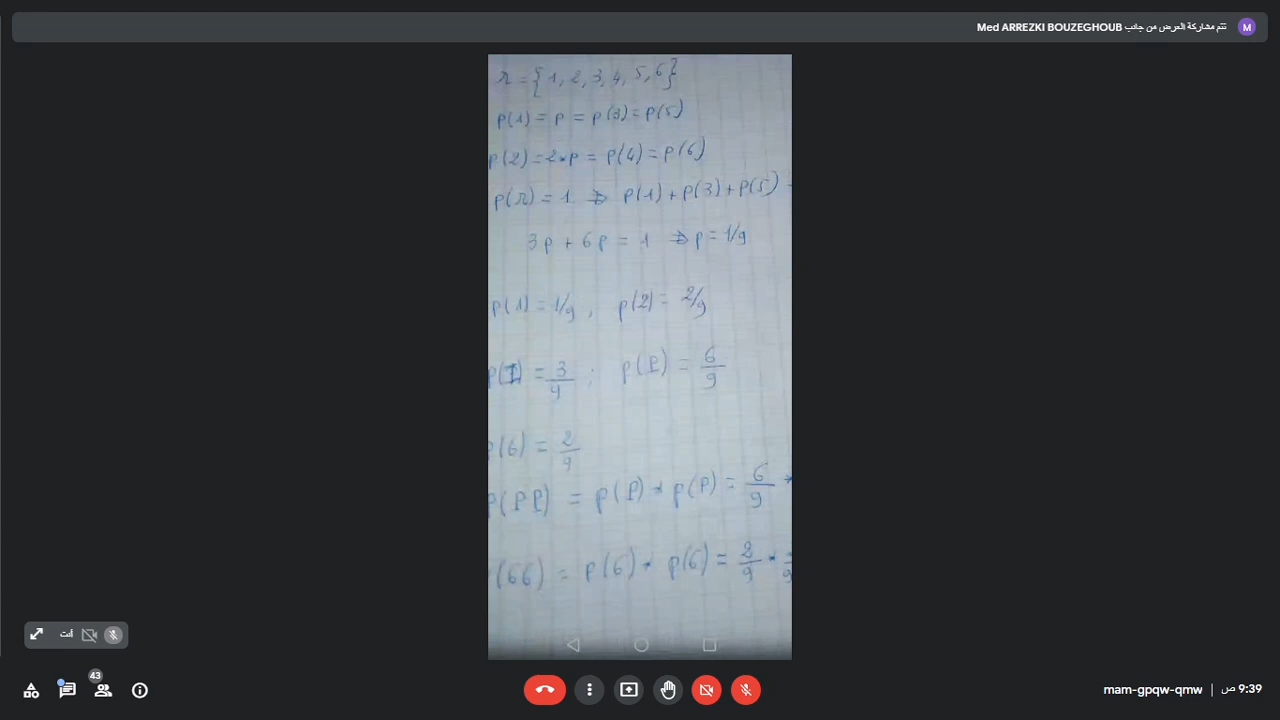 تتم مشاركة العرض من جانب Med ARREZKI BOUZEGHOUB
M
Ω = {1, 2, 3, 4, 5, 6}
p(1) = p = p(3) = p(5)
p(2) = 2*p = p(4) = p(6)
p(Ω) = 1 => p(1) + p(3) + p(5)
3p + 6p = 1 => p = 1/9
p(1) = 1/9, p(2) = 2/9
p(I) = 3/9 ; p(P) = 6/9
p(6) = 2/9
p(PP) = p(P) * p(P) = 6/9 *
(66) = p(6) * p(6) = 2/9 *
أنت
43
mam-gpqw-qmw | 9:39 ص